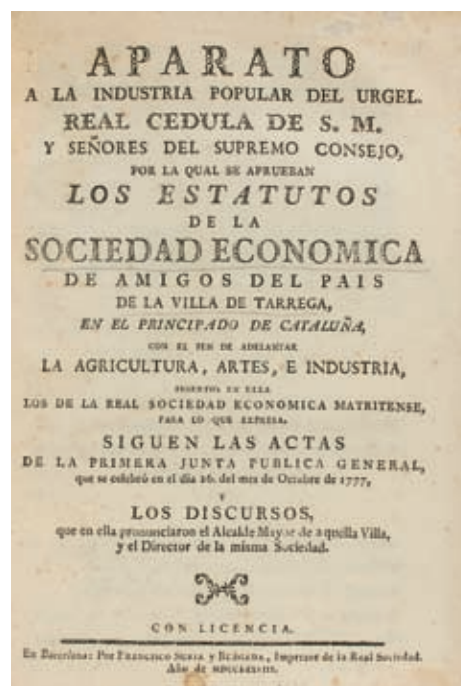 APARATO
A LA INDUSTRIA POPULAR DEL URGEL.
REAL CEDULA DE S. M.
Y SEÑORES DEL SUPREMO CONSEJO,
POR LA QUAL SE APRUEBAN
LOS ESTATUTOS
DE LA
SOCIEDAD ECONOMICA
DE AMIGOS DEL PAIS
DE LA VILLA DE TARREGA,
EN EL PRINCIPADO DE CATALUÑA,
CON EL FIN DE ADELANTAR
LA AGRICULTURA, ARTES, E INDUSTRIA,
INSERTOS EN ELLA
LOS DE LA REAL SOCIEDAD ECONOMICA MATRITENSE,
PARA LO QUE EXPRESA.
SIGUEN LAS ACTAS
DE LA PRIMERA JUNTA PUBLICA GENERAL,
que se celebró en el dia 26. del mes de Octubre de 1777,
Y
LOS DISCURSOS,
que en ella pronunciaron el Alcalde Mayor de aquella Villa,
y el Director de la misma Sociedad.
CON LICENCIA.
En Barcelona: Por FRANCISCO SURIA Y BURGADA, Impresor de la Real Sociedad.
Año de